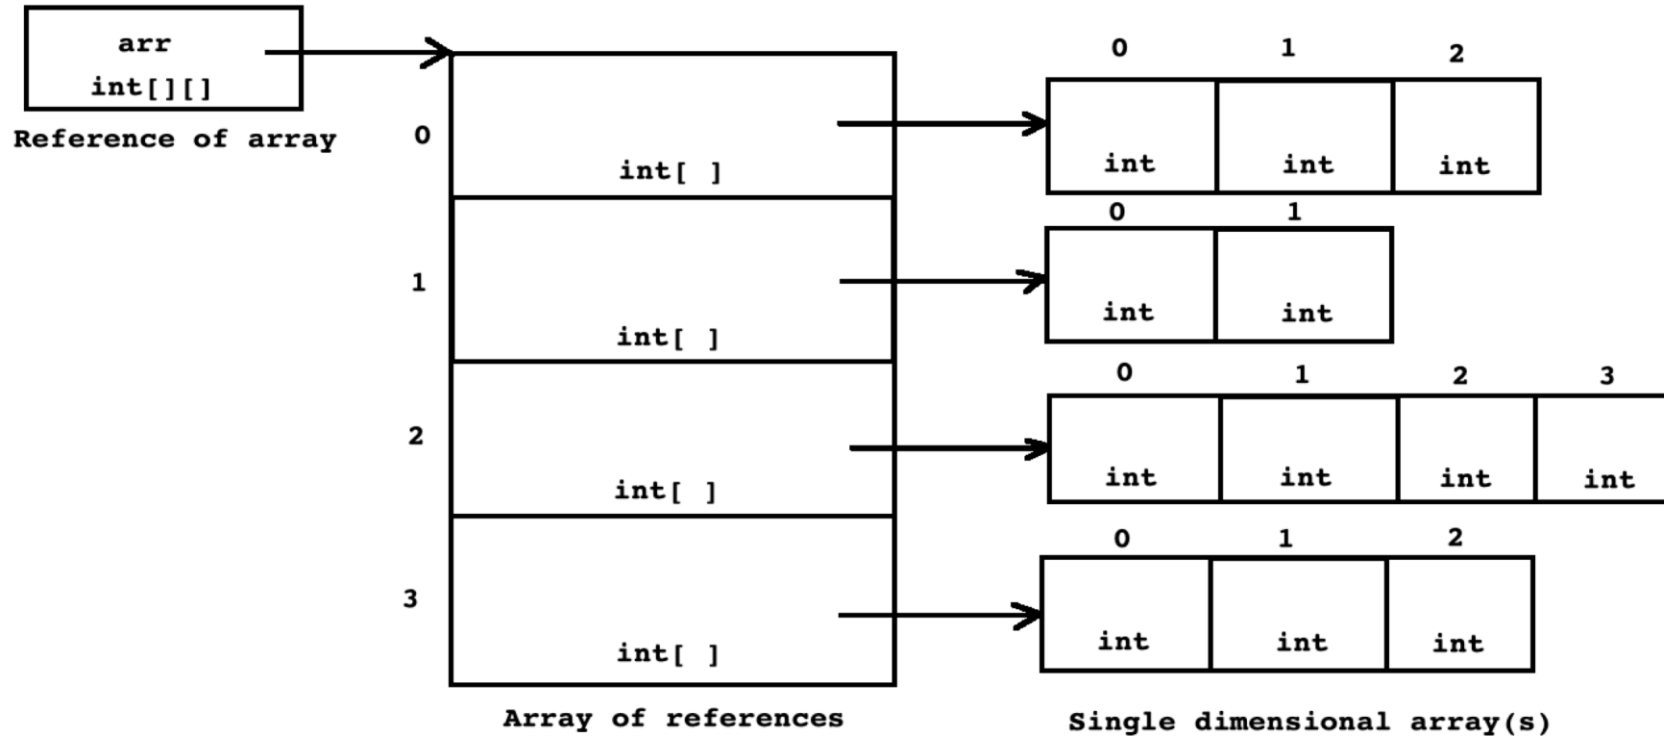 arr
int[][]
Reference of array
0
int[ ]
1
int[ ]
2
int[ ]
3
int[ ]
Array of references
0 1 2
int int int
0 1
int int
0 1 2 3
int int int int
0 1 2
int int int
Single dimensional array(s)